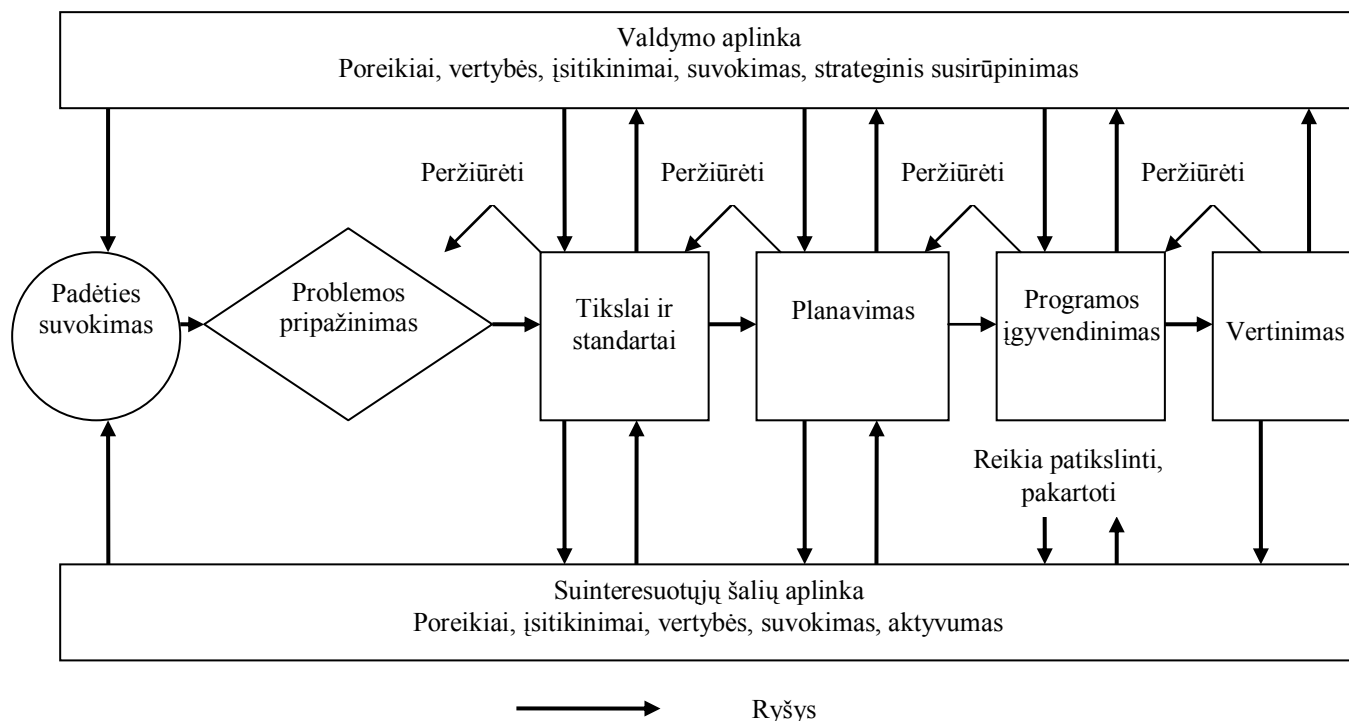 Valdymo aplinka
Poreikiai, vertybės, įsitikinimai, suvokimas, strateginis susirūpinimas
Peržiūrėti
Peržiūrėti
Peržiūrėti
Peržiūrėti
Padėties
suvokimas
Problemos
pripažinimas
Tikslai ir
standartai
Planavimas
Programos
įgyvendinimas
Vertinimas
Reikia patikslinti,
pakartoti
Suinteresuotųjų šalių aplinka
Poreikiai, įsitikinimai, vertybės, suvokimas, aktyvumas
Ryšys